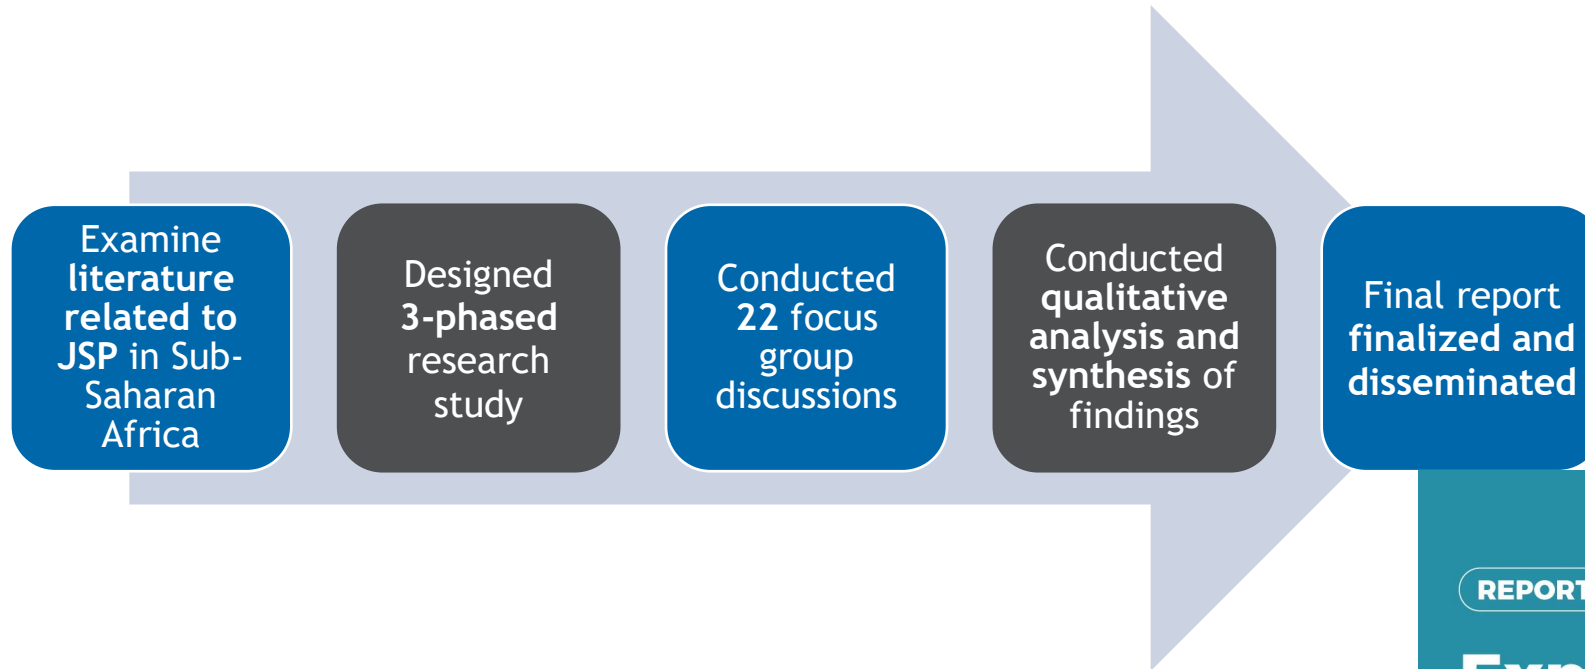 Examine
literature
related to
JSP in Sub-
Saharan
Africa
Designed
3-phased
research
study
Conducted
22 focus
group
discussions
Conducted
qualitative
analysis and
synthesis of
findings
Final report
finalized and
disseminated
REPORT